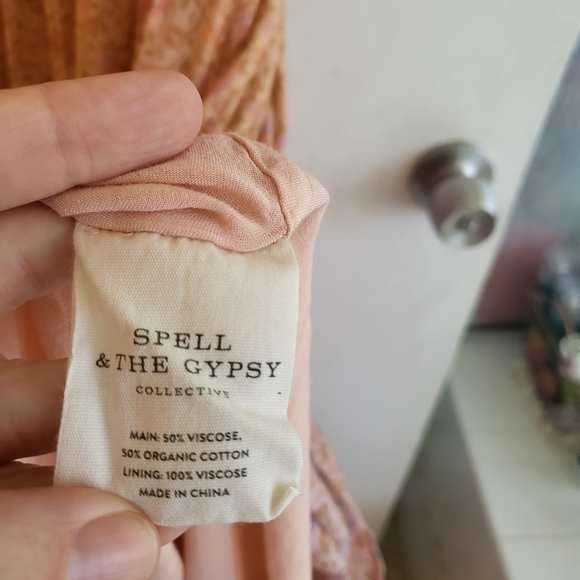 SPELL
& THE GYPSY
COLLECTIVE
MAIN: 50% VISCOSE,
50% ORGANIC COTTON
LINING: 100% VISCOSE
MADE IN CHINA